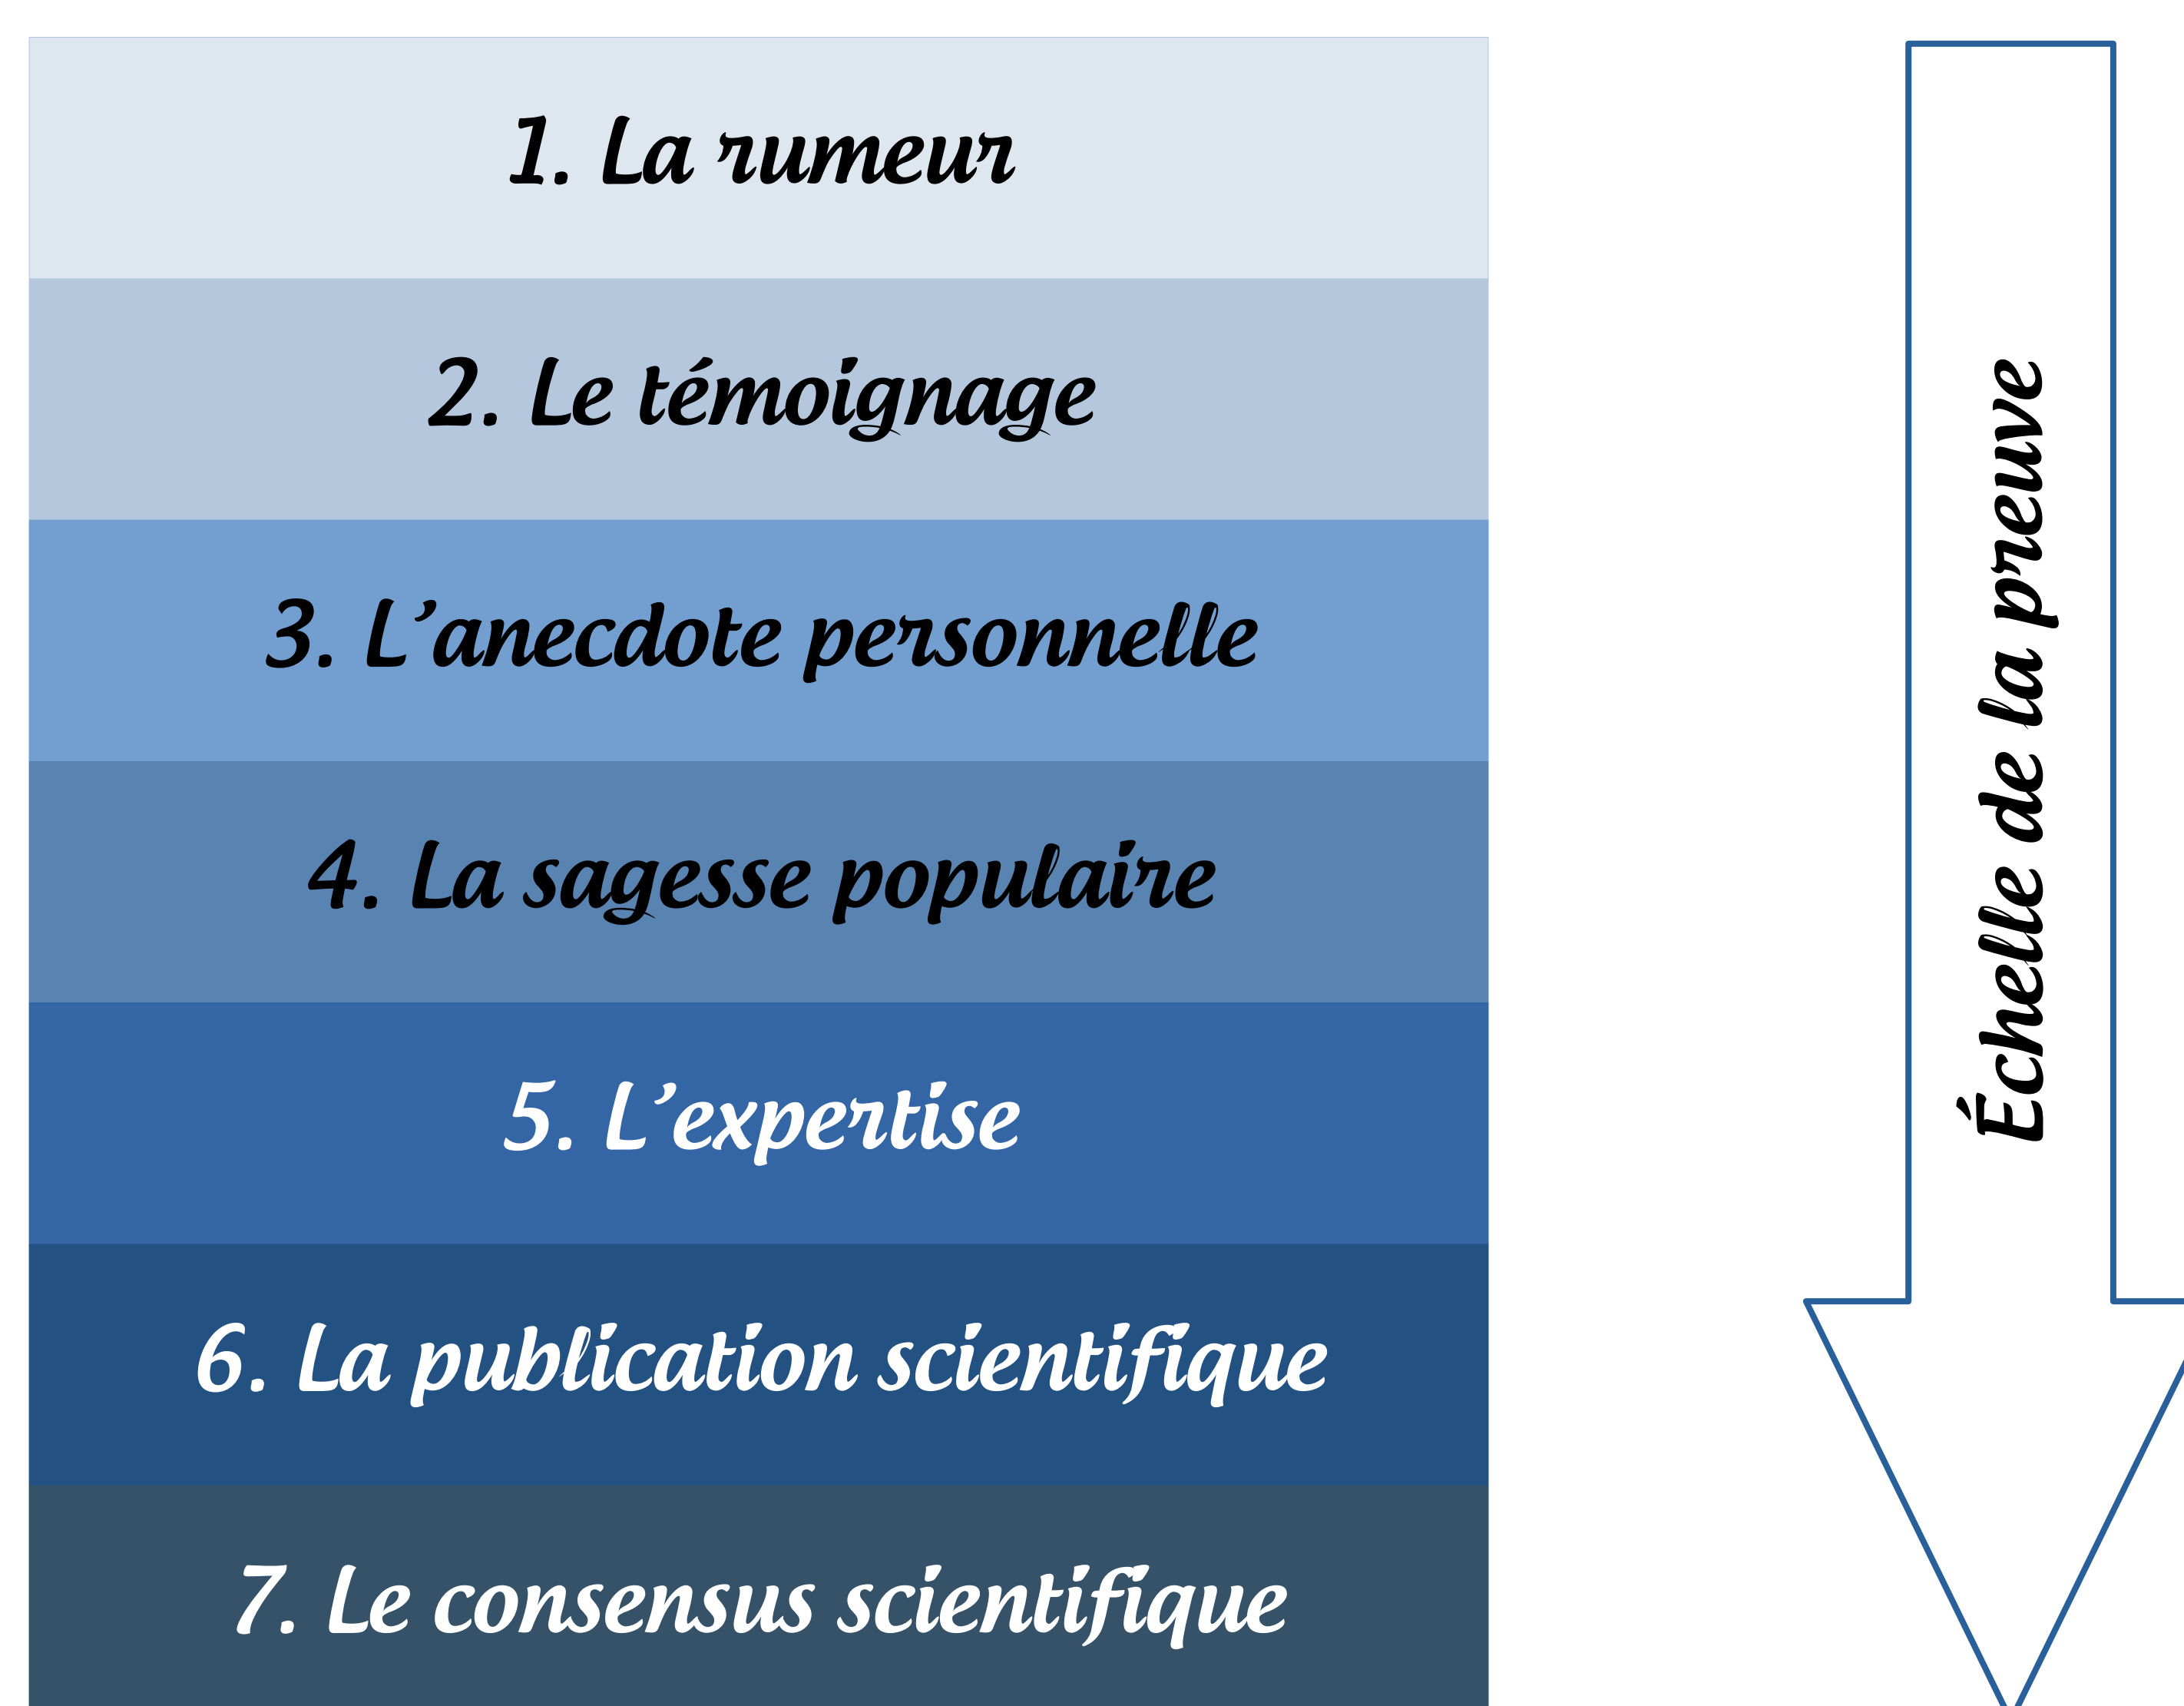 1. La rumeur
2. Le témoignage
3. L’anecdote personnelle
4. La sagesse populaire
5. L’expertise
6. La publication scientifique
7. Le consensus scientifique
Échelle de la preuve